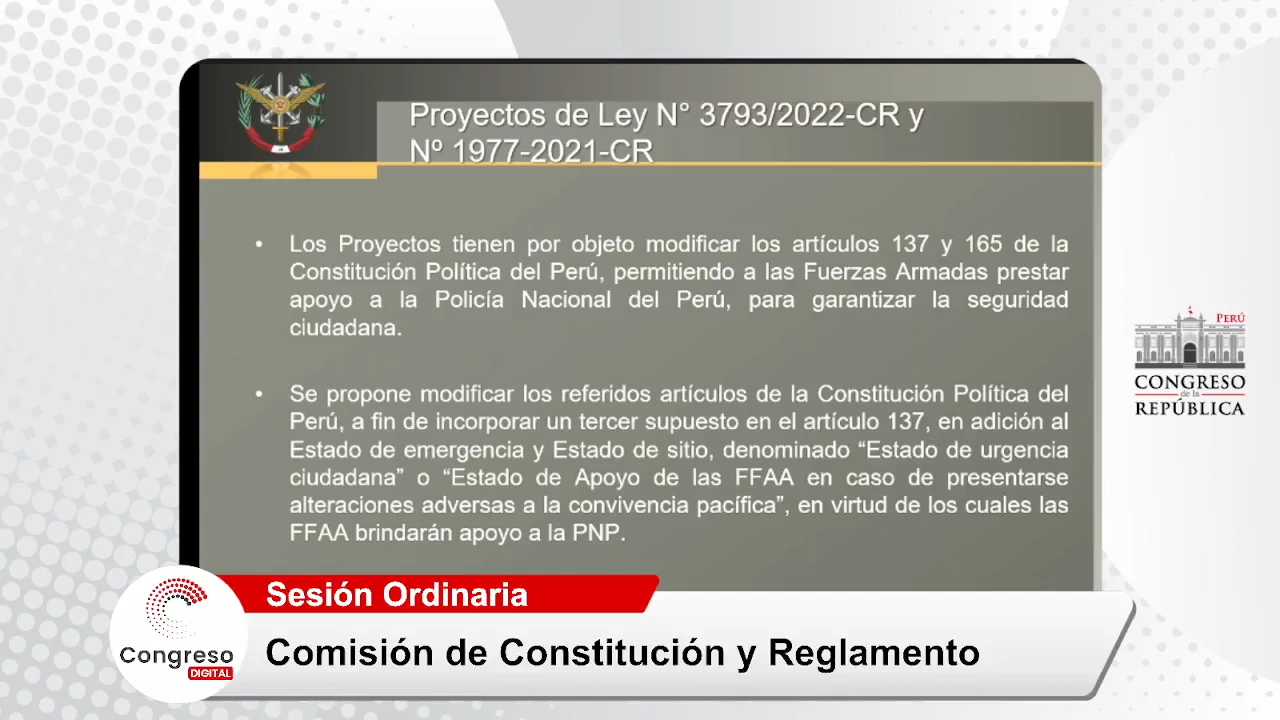 Proyectos de Ley N° 3793/2022-CR y
Nº 1977-2021-CR
• Los Proyectos tienen por objeto modificar los artículos 137 y 165 de la
Constitución Política del Perú, permitiendo a las Fuerzas Armadas prestar
apoyo a la Policía Nacional del Perú, para garantizar la seguridad
ciudadana.
• Se propone modificar los referidos artículos de la Constitución Política del
Perú, a fin de incorporar un tercer supuesto en el artículo 137, en adición al
Estado de emergencia y Estado de sitio, denominado “Estado de urgencia
ciudadana” o “Estado de Apoyo de las FFAA en caso de presentarse
alteraciones adversas a la convivencia pacífica”, en virtud de los cuales las
FFAA brindarán apoyo a la PNP.
PERÚ
CONGRESO
de la
REPÚBLICA
Sesión Ordinaria
Comisión de Constitución y Reglamento
Congreso
DIGITAL